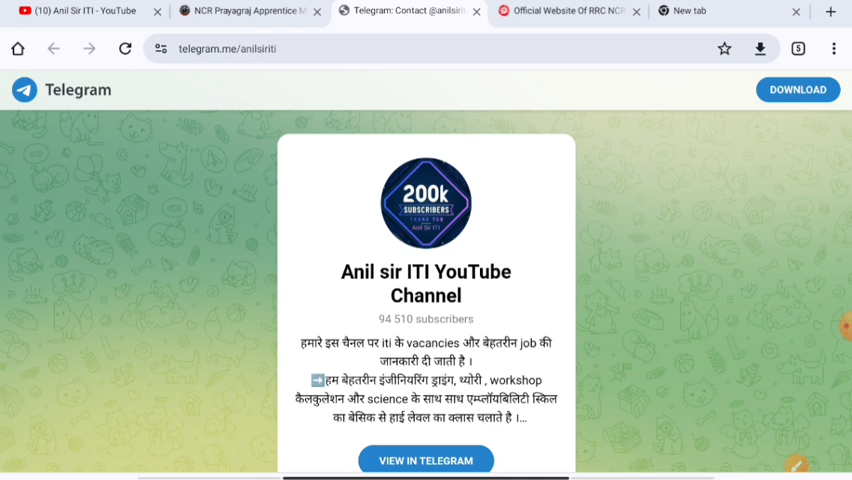 (10) Anil Sir ITI - YouTube
NCR Prayagraj Apprentice M
Telegram: Contact @anilsirit
Official Website Of RRC NCR
New tab
telegram.me/anilsiriti
5
Telegram
DOWNLOAD
200k
SUBSCRIBERS
THANK YOU
Anil Sir ITI
Anil sir ITI YouTube
Channel
94 510 subscribers
हमारे इस चैनल पर iti के vacancies और बेहतरीन job की
जानकारी दी जाती है ।
➡️हम बेहतरीन इंजीनियरिंग ड्राइंग, थ्योरी , workshop
कैलकुलेशन और science के साथ साथ एम्प्लॉयबिलिटी स्किल
का बेसिक से हाई लेवल का क्लास चलाते है ।...
VIEW IN TELEGRAM